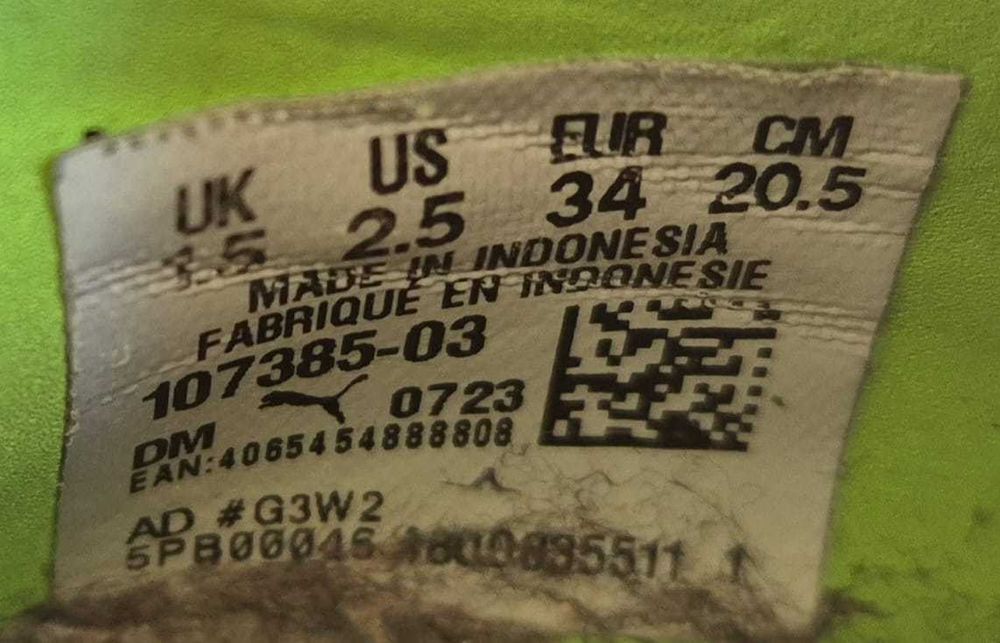 UK US EUR CM
1.5 2.5 34 20.5
MADE IN INDONESIA
FABRIQUE EN INDONESIE
107385-03
0723
DM
EAN:4065454888808
AD #G3W2
5PB00046